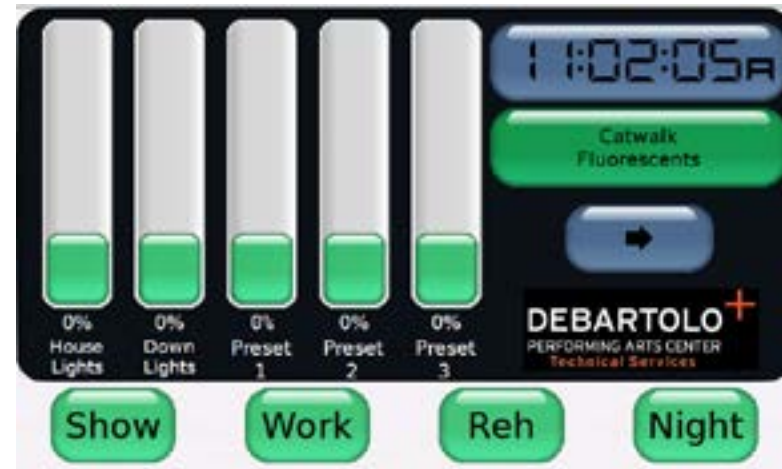 11:02:05A
Catwalk
Fluorescents
0%
House
Lights
0%
Down
Lights
0%
Preset
1
0%
Preset
2
0%
Preset
3
DEBARTOLO+
PERFORMING ARTS CENTER
Technical Services
Show
Work
Reh
Night